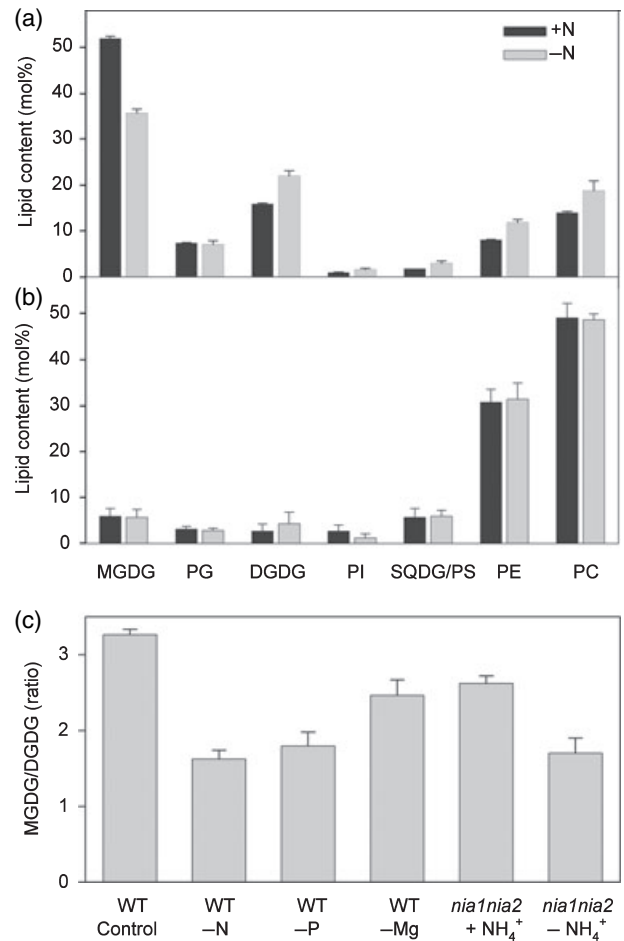 (a)
Lipid content (mol%)
50
40
30
20
10
0
+N
–N
(b)
Lipid content (mol%)
50
40
30
20
10
0
MGDG PG DGDG PI SQDG/PS PE PC
(c)
MGDG/DGDG (ratio)
3
2
1
0
WT WT WT WT nia1nia2 nia1nia2
Control –N –P –Mg + NH₄⁺ – NH₄⁺